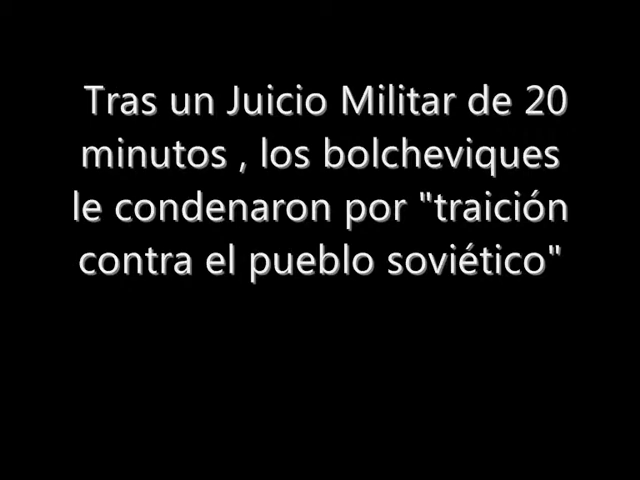 Tras un Juicio Militar de 20
minutos , los bolcheviques
le condenaron por "traición
contra el pueblo soviético"